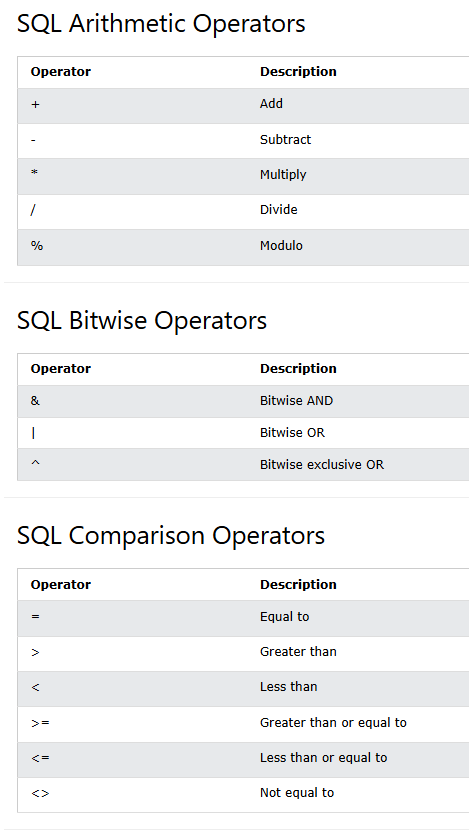 SQL Arithmetic Operators
Operator Description
+ Add
- Subtract
* Multiply
/ Divide
% Modulo
SQL Bitwise Operators
Operator Description
& Bitwise AND
| Bitwise OR
^ Bitwise exclusive OR
SQL Comparison Operators
Operator Description
= Equal to
> Greater than
< Less than
>= Greater than or equal to
<= Less than or equal to
<> Not equal to